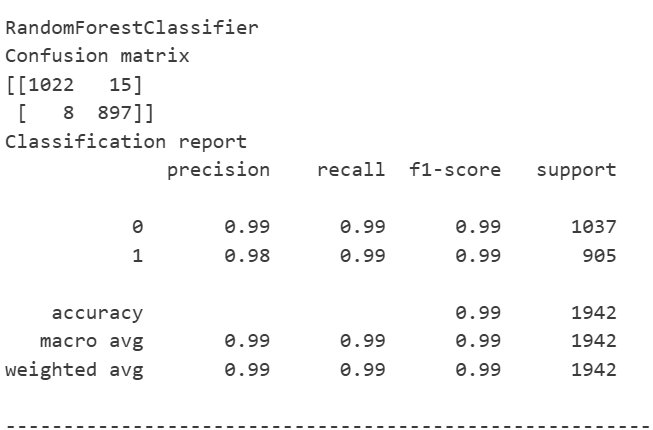 RandomForestClassifier
Confusion matrix
[[1022   15]
 [   8  897]]
Classification report
              precision    recall  f1-score   support

           0       0.99      0.99      0.99      1037
           1       0.98      0.99      0.99       905

    accuracy                           0.99      1942
   macro avg       0.99      0.99      0.99      1942
weighted avg       0.99      0.99      0.99      1942

--------------------------------------------------------